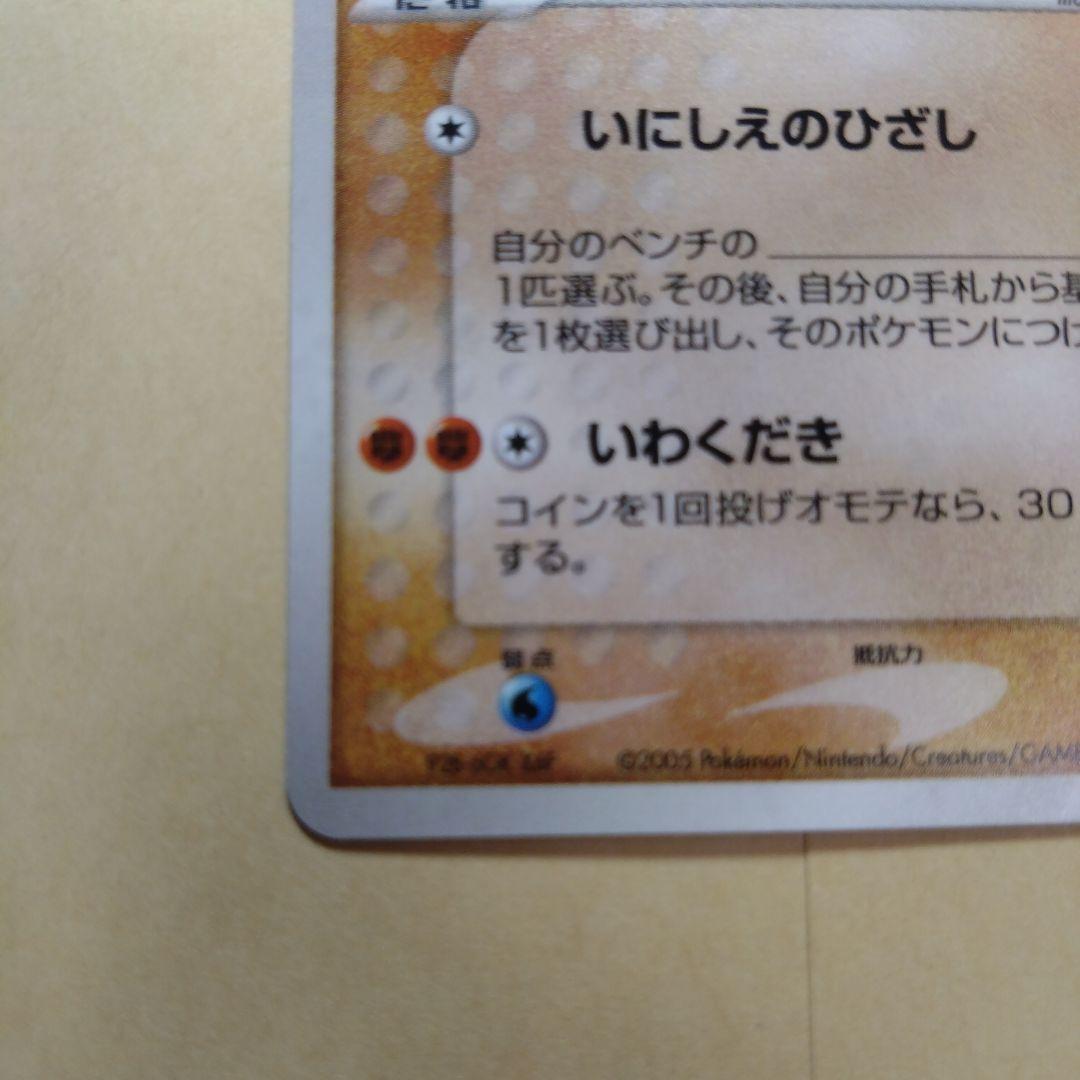 いにしえのひざし
自分のベンチの
1匹選ぶ。その後、自分の手札から基
を1枚選び出し、そのポケモンにつけ
いわくだき
コインを1回投げオモテなら、30
する。
弱点 抵抗力
©2005 Pokémon/Nintendo/Creatures/GAME